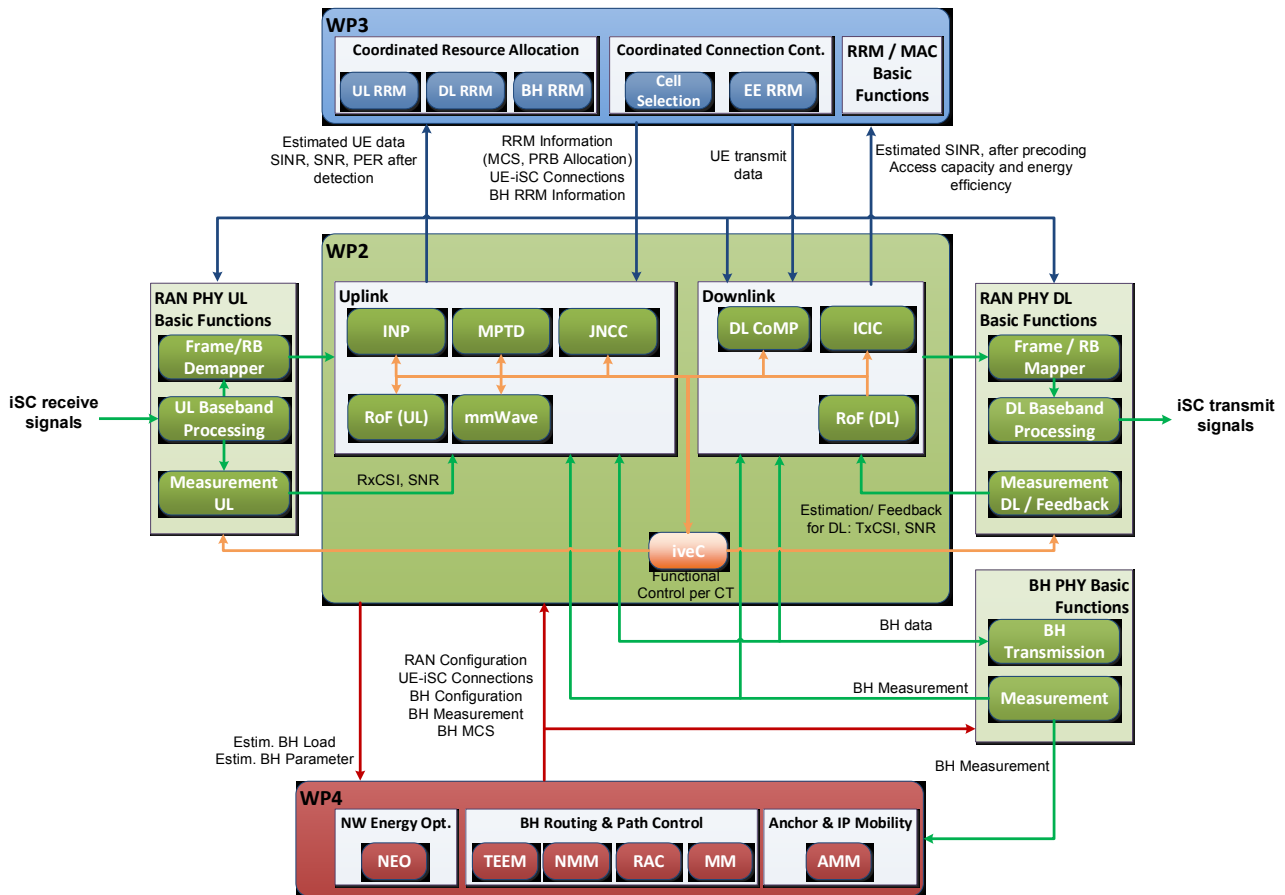 WP3
Coordinated Resource Allocation
UL RRM
DL RRM
BH RRM
Coordinated Connection Cont.
Cell
Selection
EE RRM
RRM / MAC
Basic
Functions
Estimated UE data
SINR, SNR, PER after
detection
RRM Information
(MCS, PRB Allocation)
UE-iSC Connections
BH RRM Information
UE transmit
data
Estimated SINR, after precoding
Access capacity and energy
efficiency
WP2
RAN PHY UL
Basic Functions
Frame/RB
Demapper
UL Baseband
Processing
Measurement
UL
iSC receive
signals
Uplink
INP
MPTD
JNCC
RoF (UL)
mmWave
Downlink
DL CoMP
ICIC
RoF (DL)
RAN PHY DL
Basic Functions
Frame / RB
Mapper
DL Baseband
Processing
Measurement
DL / Feedback
iSC transmit
signals
RxCSI, SNR
Estimation/ Feedback
for DL: TxCSI, SNR
iveC
Functional
Control per CT
BH PHY Basic
Functions
BH
Transmission
Measurement
BH data
BH Measurement
RAN Configuration
UE-iSC Connections
BH Configuration
BH Measurement
BH MCS
Estim. BH Load
Estim. BH Parameter
BH Measurement
WP4
NW Energy Opt.
NEO
BH Routing & Path Control
TEEM
NMM
RAC
MM
Anchor & IP Mobility
AMM